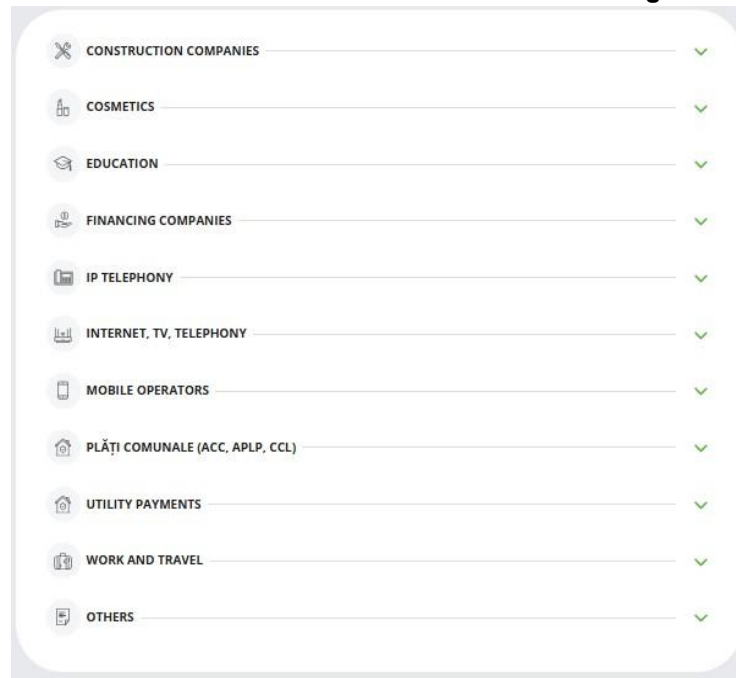 CONSTRUCTION COMPANIES
COSMETICS
EDUCATION
FINANCING COMPANIES
IP TELEPHONY
INTERNET, TV, TELEPHONY
MOBILE OPERATORS
PLĂȚI COMUNALE (ACC, APLP, CCL)
UTILITY PAYMENTS
WORK AND TRAVEL
OTHERS